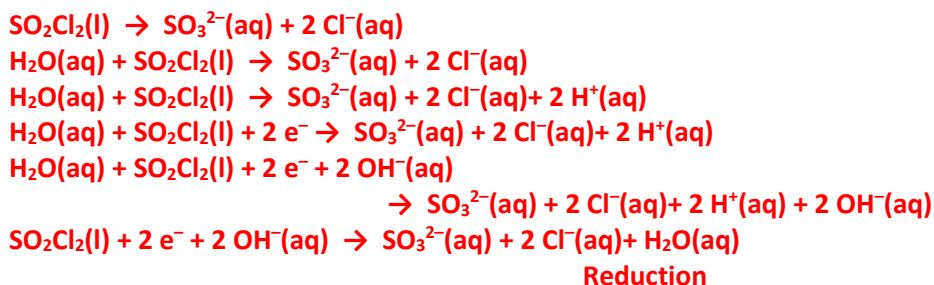 SO₂Cl₂(l) → SO₃²⁻(aq) + 2 Cl⁻(aq)
H₂O(aq) + SO₂Cl₂(l) → SO₃²⁻(aq) + 2 Cl⁻(aq)
H₂O(aq) + SO₂Cl₂(l) → SO₃²⁻(aq) + 2 Cl⁻(aq)+ 2 H⁺(aq)
H₂O(aq) + SO₂Cl₂(l) + 2 e⁻ → SO₃²⁻(aq) + 2 Cl⁻(aq)+ 2 H⁺(aq)
H₂O(aq) + SO₂Cl₂(l) + 2 e⁻ + 2 OH⁻(aq)
→ SO₃²⁻(aq) + 2 Cl⁻(aq)+ 2 H⁺(aq) + 2 OH⁻(aq)
SO₂Cl₂(l) + 2 e⁻ + 2 OH⁻(aq) → SO₃²⁻(aq) + 2 Cl⁻(aq)+ H₂O(aq)
Reduction